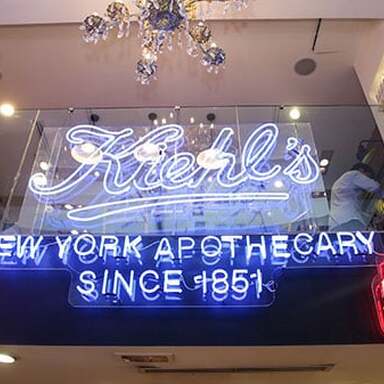 Kiehl's
EW YORK APOTHECARY
SINCE 1851